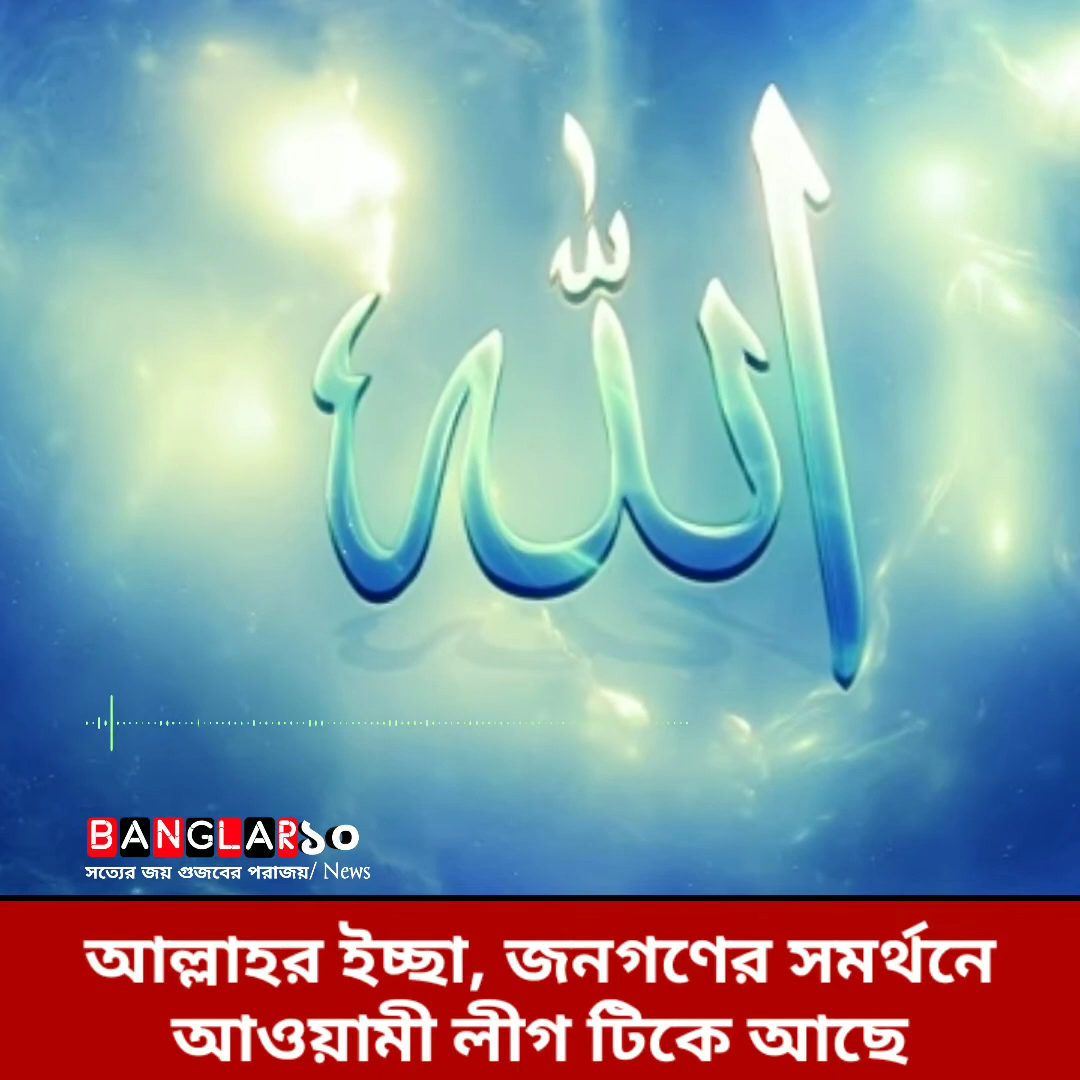 الله
BANGLAR১০
সত্যের জয় গুজবের পরাজয়/ News
আল্লাহর ইচ্ছা, জনগণের সমর্থনে
আওয়ামী লীগ টিকে আছে